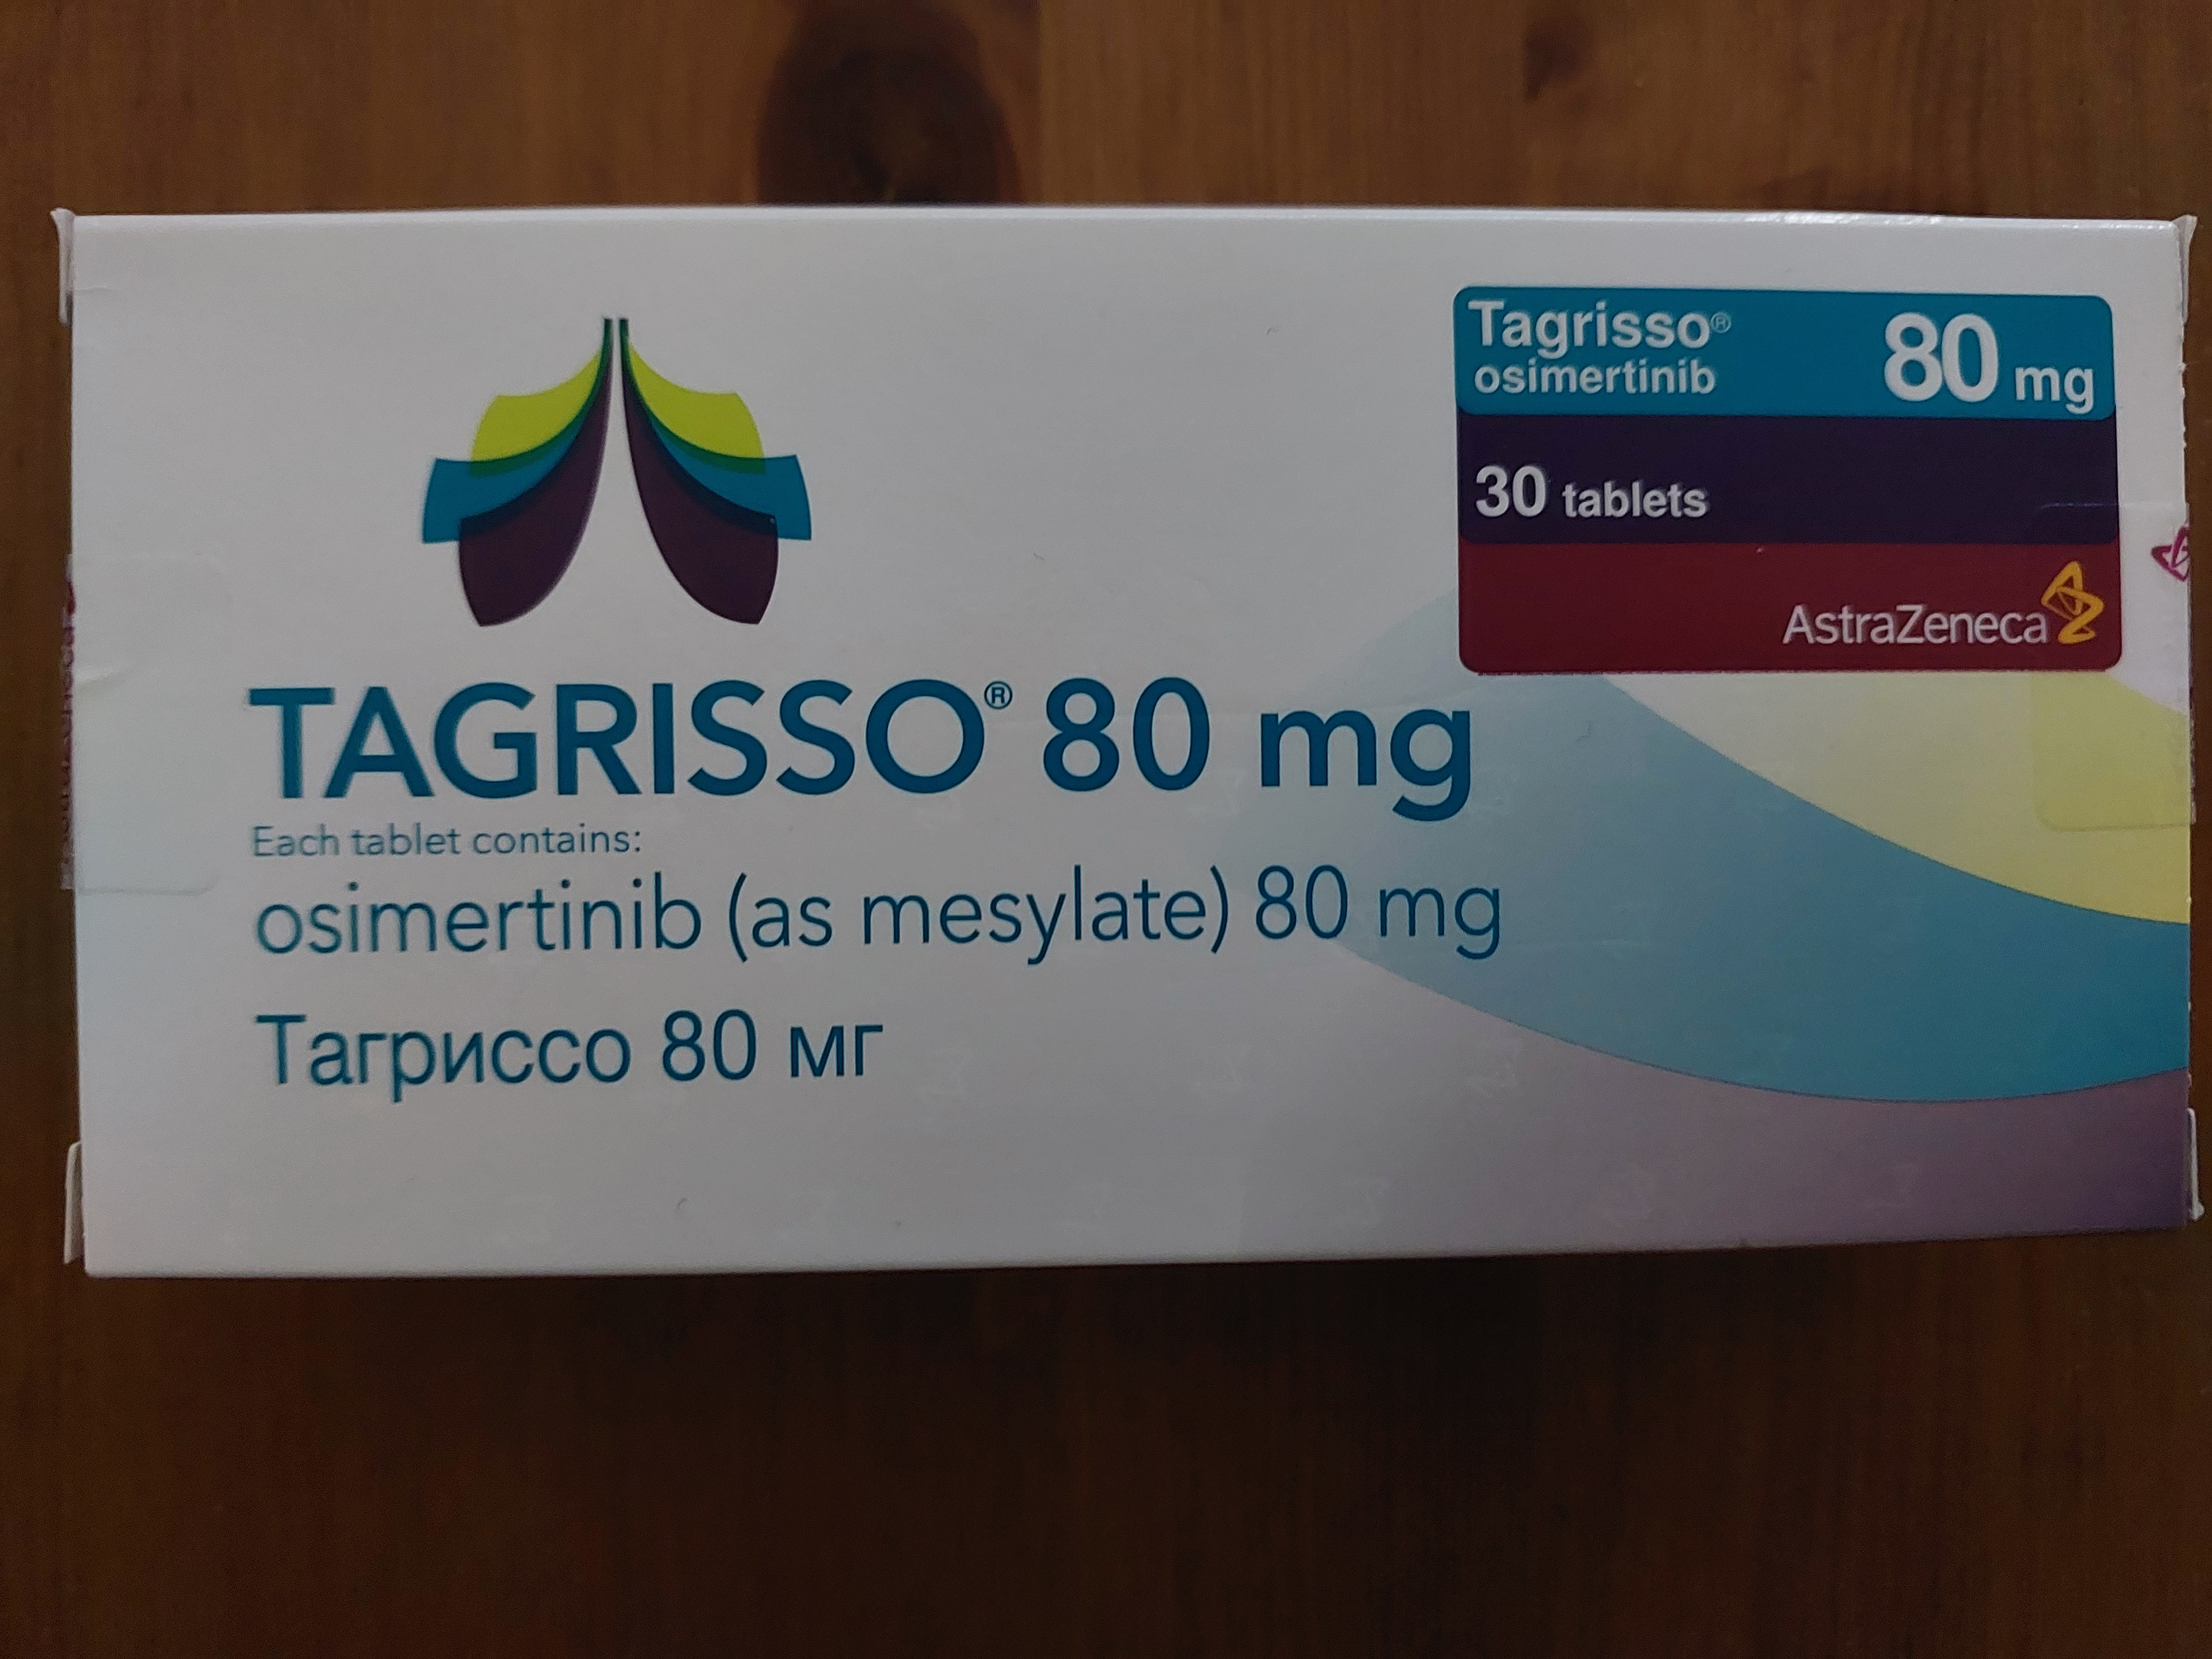 Tagrisso®
osimertinib
80 mg
30 tablets
AstraZeneca
TAGRISSO® 80 mg
Each tablet contains:
osimertinib (as mesylate) 80 mg
Тагриссо 80 мг